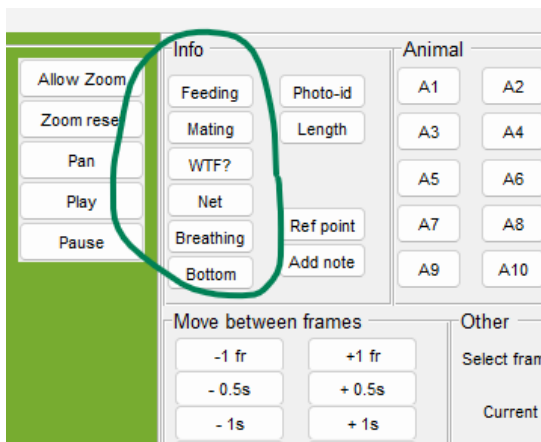 Allow Zoom
Zoom rese
Pan
Play
Pause
Info
Feeding
Photo-id
Mating
Length
WTF?
Net
Breathing
Ref point
Bottom
Add note
Animal
A1
A2
A3
A4
A5
A6
A7
A8
A9
A10
Move between frames
-1 fr
+1 fr
- 0.5s
+ 0.5s
- 1s
+ 1s
Other
Select fram
Current